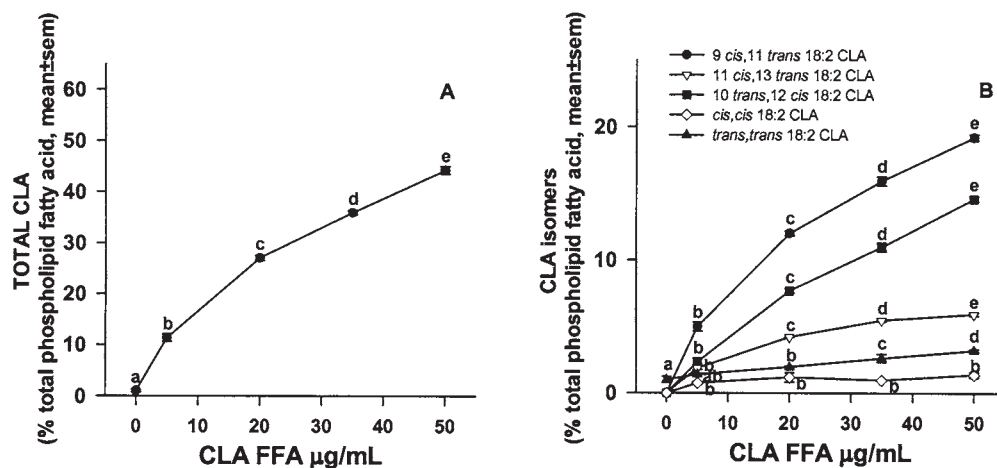 TOTAL CLA
(% total phospholipid fatty acid, mean±sem)
60
50
40
30
20
10
0
A
a
b
c
d
e
0 10 20 30 40 50
CLA FFA µg/mL
CLA isomers
(% total phospholipid fatty acid, mean±sem)
20
10
0
9 cis,11 trans 18:2 CLA
11 cis,13 trans 18:2 CLA
10 trans,12 cis 18:2 CLA
cis,cis 18:2 CLA
trans,trans 18:2 CLA
B
b
c
d
e
b
c
d
e
c
d
e
a
b
b
c
d
b
b
b
b
0 10 20 30 40 50
CLA FFA µg/mL